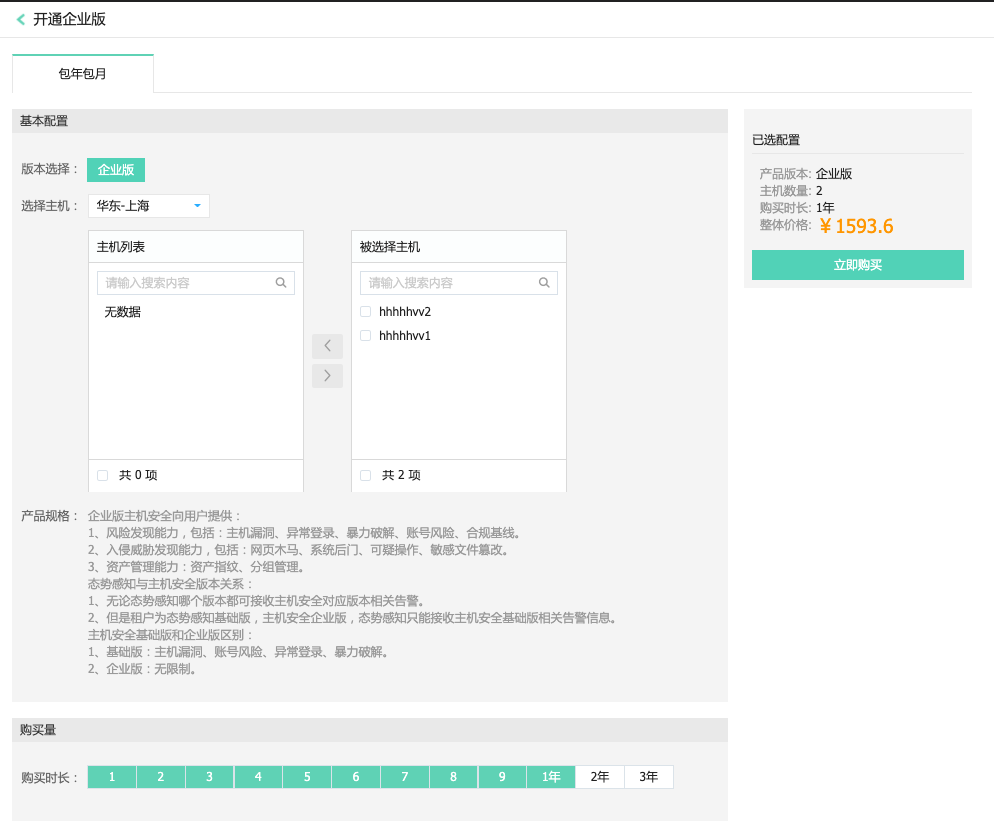 开通企业版
包年包月
基本配置
版本选择：
企业版
选择主机：
华东-上海
主机列表
请输入搜索内容
无数据
共 0 项
被选择主机
请输入搜索内容
hhhhhvv2
hhhhhvv1
共 2 项
产品规格：
企业版主机安全向用户提供：
1、风险发现能力，包括：主机漏洞、异常登录、暴力破解、账号风险、合规基线。
2、入侵威胁发现能力，包括：网页木马、系统后门、可疑操作、敏感文件篡改。
3、资产管理能力：资产指纹、分组管理。
态势感知与主机安全版本关系：
1、无论态势感知哪个版本都可接收主机安全对应版本相关告警。
2、但是租户为态势感知基础版，主机安全企业版，态势感知只能接收主机安全基础版相关告警信息。
主机安全基础版和企业版区别：
1、基础版：主机漏洞、账号风险、异常登录、暴力破解。
2、企业版：无限制。
购买量
购买时长：
1 2 3 4 5 6 7 8 9 1年 2年 3年
已选配置
产品版本: 企业版
主机数量: 2
购买时长: 1年
整体价格: ￥1593.6
立即购买